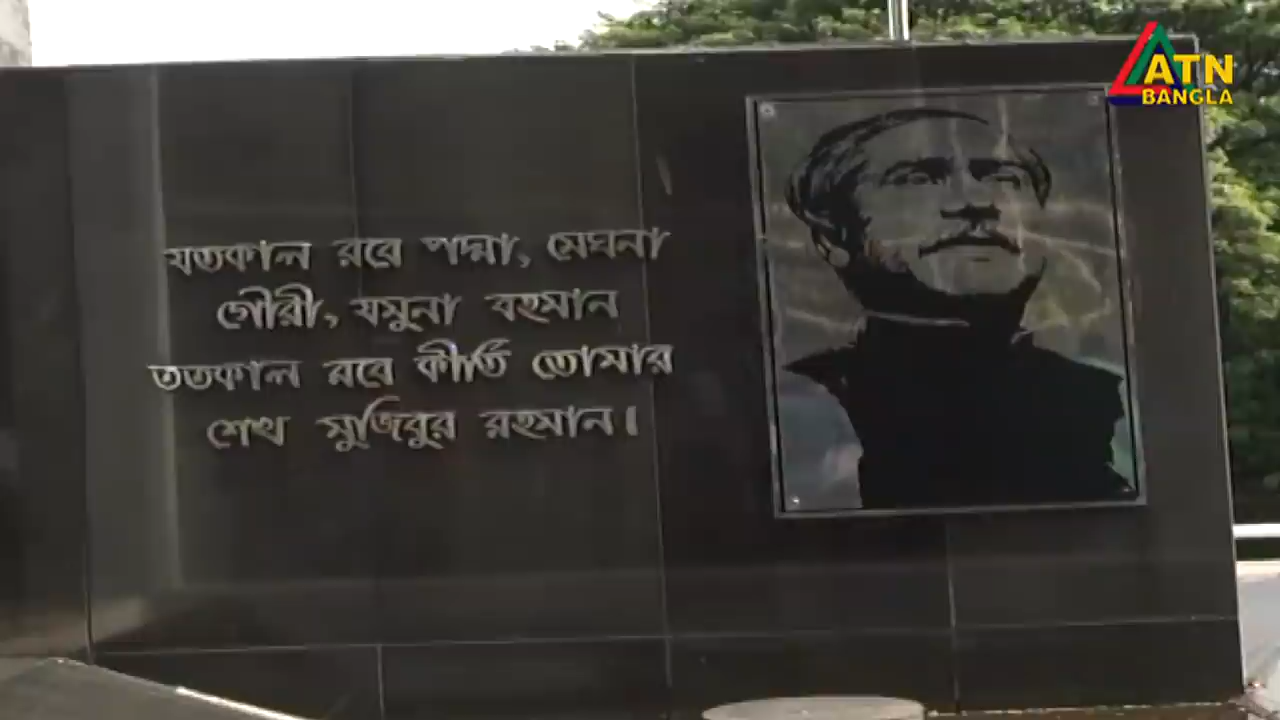 ATN
BANGLA
যতকাল রবে পদ্মা, মেঘনা
গৌরী, যমুনা বহমান
ততকাল রবে কীর্তি তোমার
শেখ মুজিবুর রহমান।